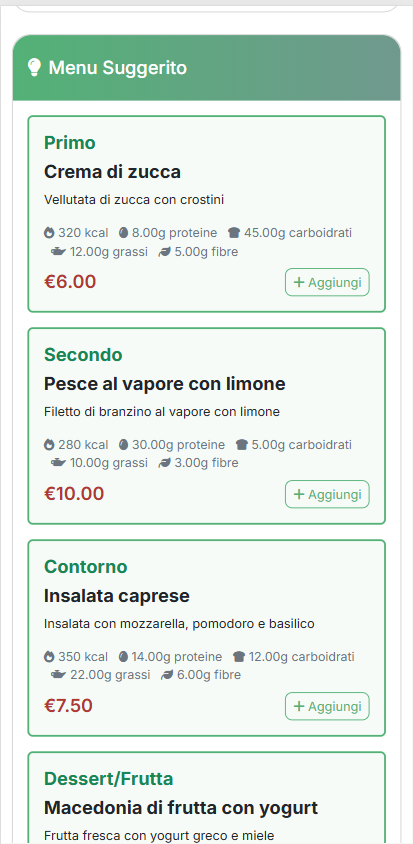 Menu Suggerito
Primo
Crema di zucca
Vellutata di zucca con crostini
320 kcal 8.00g proteine 45.00g carboidrati
12.00g grassi 5.00g fibre
€6.00
+ Aggiungi
Secondo
Pesce al vapore con limone
Filetto di branzino al vapore con limone
280 kcal 30.00g proteine 5.00g carboidrati
10.00g grassi 3.00g fibre
€10.00
+ Aggiungi
Contorno
Insalata caprese
Insalata con mozzarella, pomodoro e basilico
350 kcal 14.00g proteine 12.00g carboidrati
22.00g grassi 6.00g fibre
€7.50
+ Aggiungi
Dessert/Frutta
Macedonia di frutta con yogurt
Frutta fresca con yogurt greco e miele